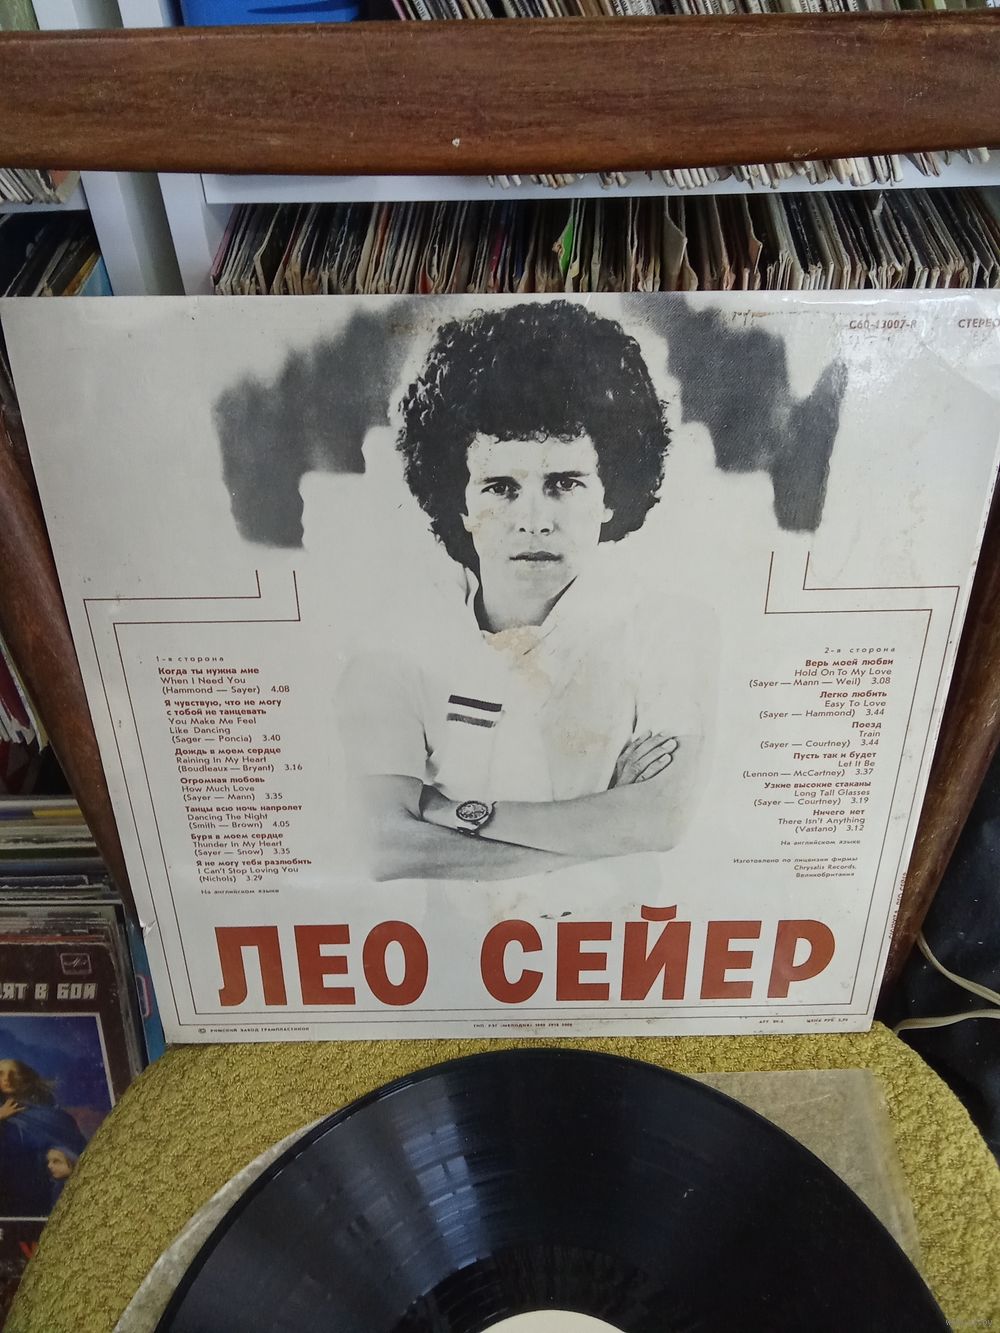 С60-13007-8
СТЕРЕО
1-я сторона
Когда ты нужна мне
When I Need You
(Hammond — Sayer) 4.08
Я чувствую, что не могу
с тобой не танцевать
You Make Me Feel
Like Dancing
(Sager — Poncia) 3.40
Дождь в моем сердце
Raining In My Heart
(Boudleaux — Bryant) 3.16
Огромная любовь
How Much Love
(Sayer — Mann) 3.35
Танцы всю ночь напролет
Dancing The Night
(Smith — Brown) 4.05
Буря в моем сердце
Thunder In My Heart
(Sayer — Snow) 3.35
Я не могу тебя разлюбить
I Can't Stop Loving You
(Nichols) 3.29
На английском языке
2-я сторона
Верь моей любви
Hold On To My Love
(Sayer — Mann — Weil) 3.08
Легко любить
Easy To Love
(Sayer — Hammond) 3.44
Поезд
Train
(Sayer — Courtney) 3.44
Пусть так и будет
Let It Be
(Lennon — McCartney) 3.37
Узкие высокие стаканы
Long Tall Glasses
(Sayer — Courtney) 3.19
Ничего нет
There Isn't Anything
(Vastano) 3.12
На английском языке
Изготовлено по лицензии фирмы
Chrysalis Records,
Великобритания
ЛЕО СЕЙЕР
© РИЖСКИЙ ЗАВОД ГРАМПЛАСТИНОК
ЯТ В БОИ